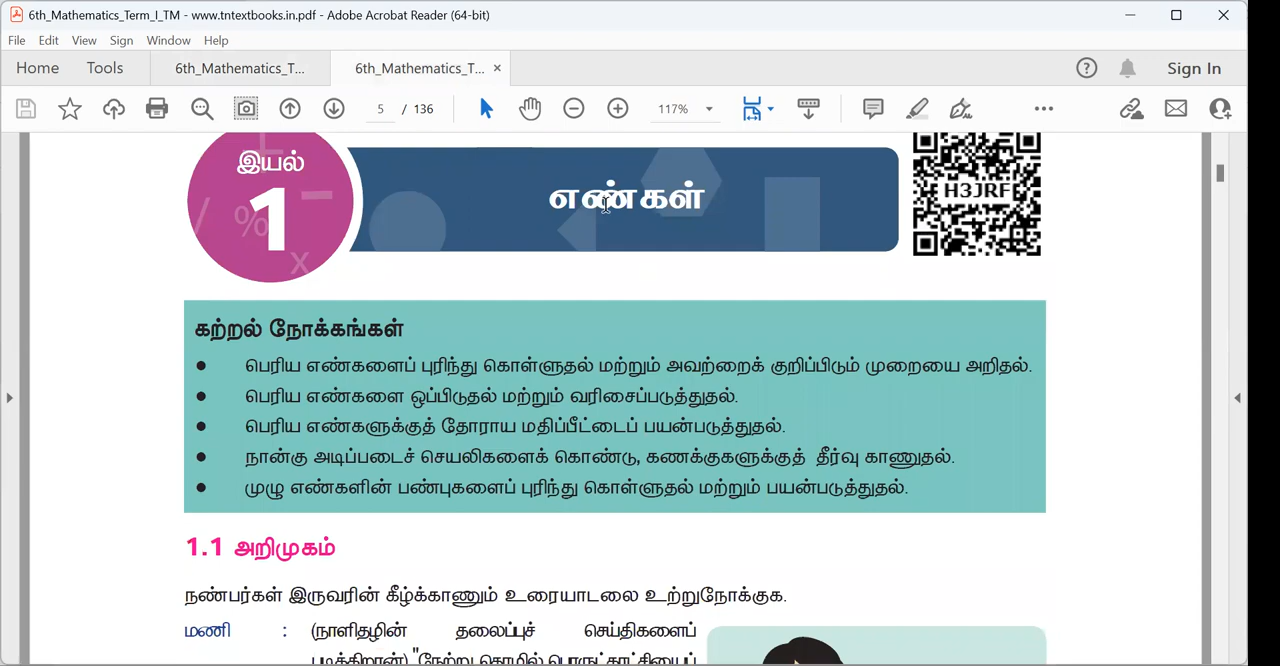 6th_Mathematics_Term_I_TM - www.tntextbooks.in.pdf - Adobe Acrobat Reader (64-bit)
File Edit View Sign Window Help
Home Tools 6th_Mathematics_T... 6th_Mathematics_T... ×
5 / 136 117% Sign In
இயல்
1
எண்கள்
H3JRF
கற்றல் நோக்கங்கள்
● பெரிய எண்களைப் புரிந்து கொள்ளுதல் மற்றும் அவற்றைக் குறிப்பிடும் முறையை அறிதல்.
● பெரிய எண்களை ஒப்பிடுதல் மற்றும் வரிசைப்படுத்துதல்.
● பெரிய எண்களுக்குத் தோராய மதிப்பீட்டைப் பயன்படுத்துதல்.
● நான்கு அடிப்படைச் செயலிகளைக் கொண்டு, கணக்குகளுக்குத் தீர்வு காணுதல்.
● முழு எண்களின் பண்புகளைப் புரிந்து கொள்ளுதல் மற்றும் பயன்படுத்துதல்.
1.1 அறிமுகம்
நண்பர்கள் இருவரின் கீழ்க்காணும் உரையாடலை உற்றுநோக்குக.
மணி : (நாளிதழின் தலைப்புச் செய்திகளைப்
படிக்கிறான்) "நேற்று கொழில் பொருட்காட்சியைப்